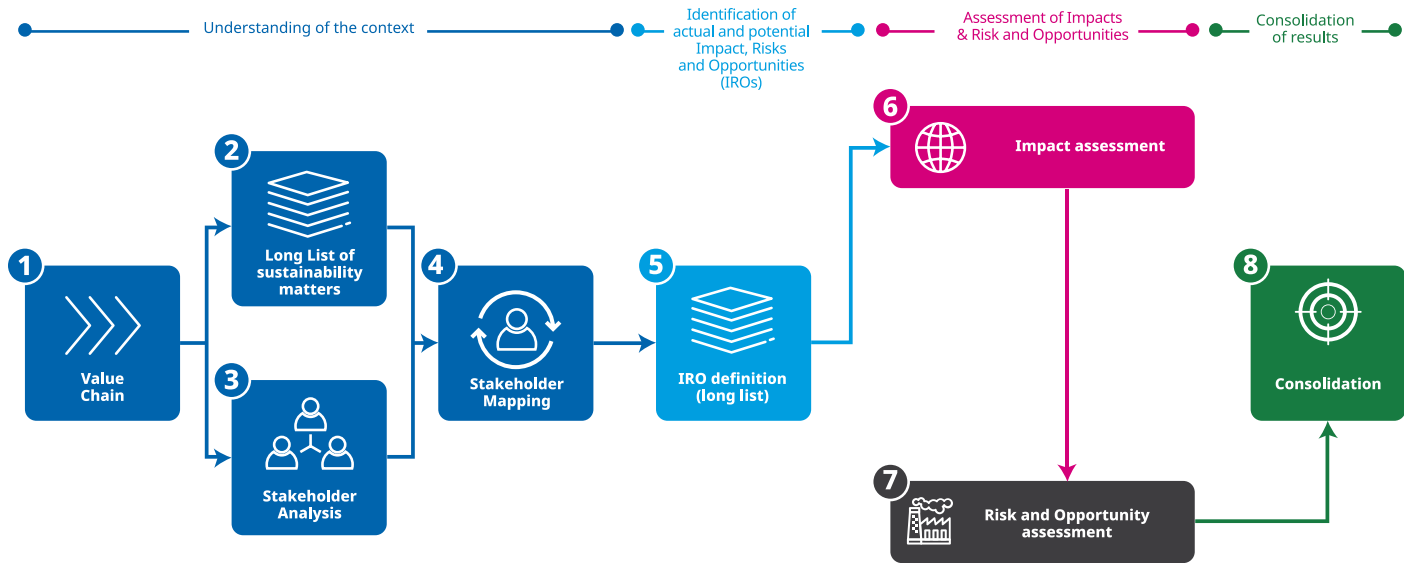 Understanding of the context
Identification of
actual and potential
Impact, Risks
and Opportunities
(IROs)
Assessment of Impacts
& Risk and Opportunities
Consolidation
of results
1
Value
Chain
2
Long List of
sustainability
matters
3
Stakeholder
Analysis
4
Stakeholder
Mapping
5
IRO definition
(long list)
6
Impact assessment
7
Risk and Opportunity
assessment
8
Consolidation